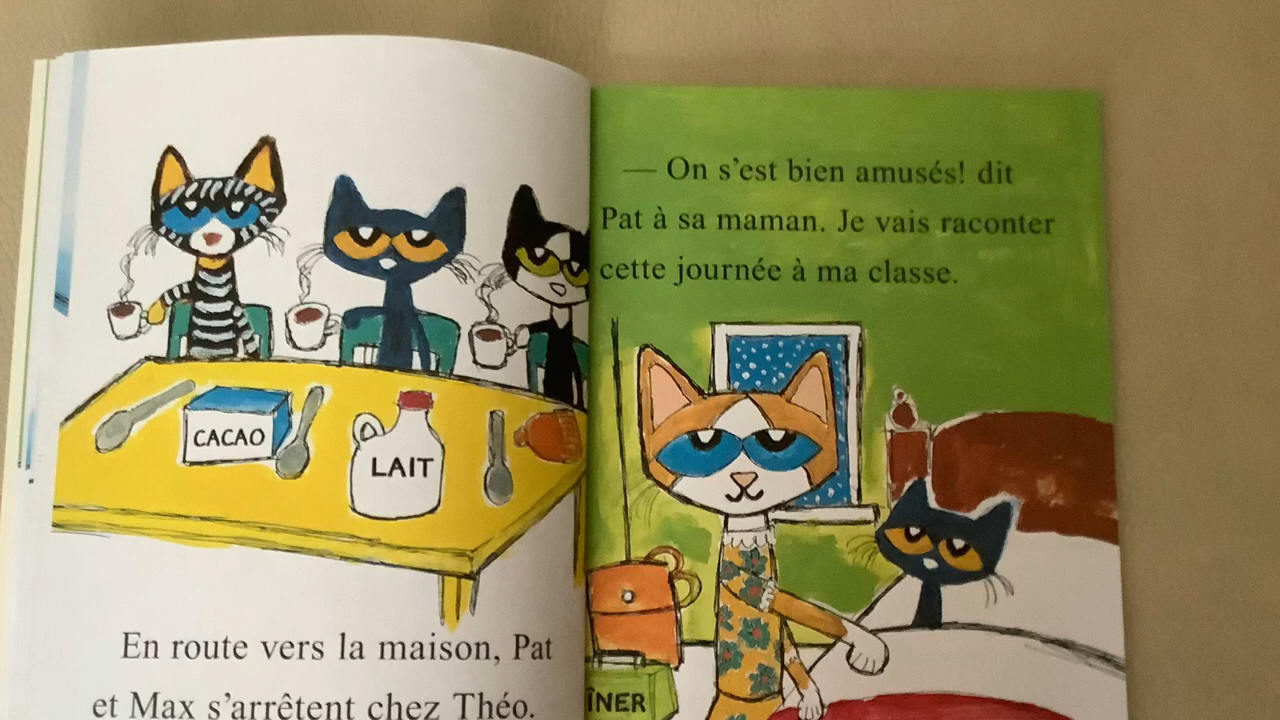 CACAO
LAIT
En route vers la maison, Pat
et Max s'arrêtent chez Théo.
— On s'est bien amusés! dit
Pat à sa maman. Je vais raconter
cette journée à ma classe.
ÎNER